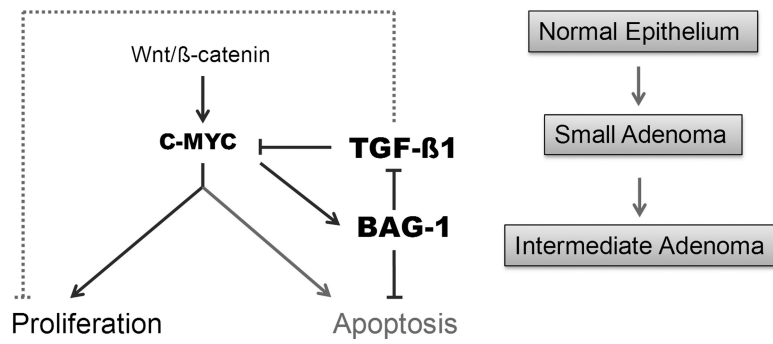 Wnt/ß-catenin
C-MYC
TGF-ß1
BAG-1
Proliferation
Apoptosis
Normal Epithelium
Small Adenoma
Intermediate Adenoma